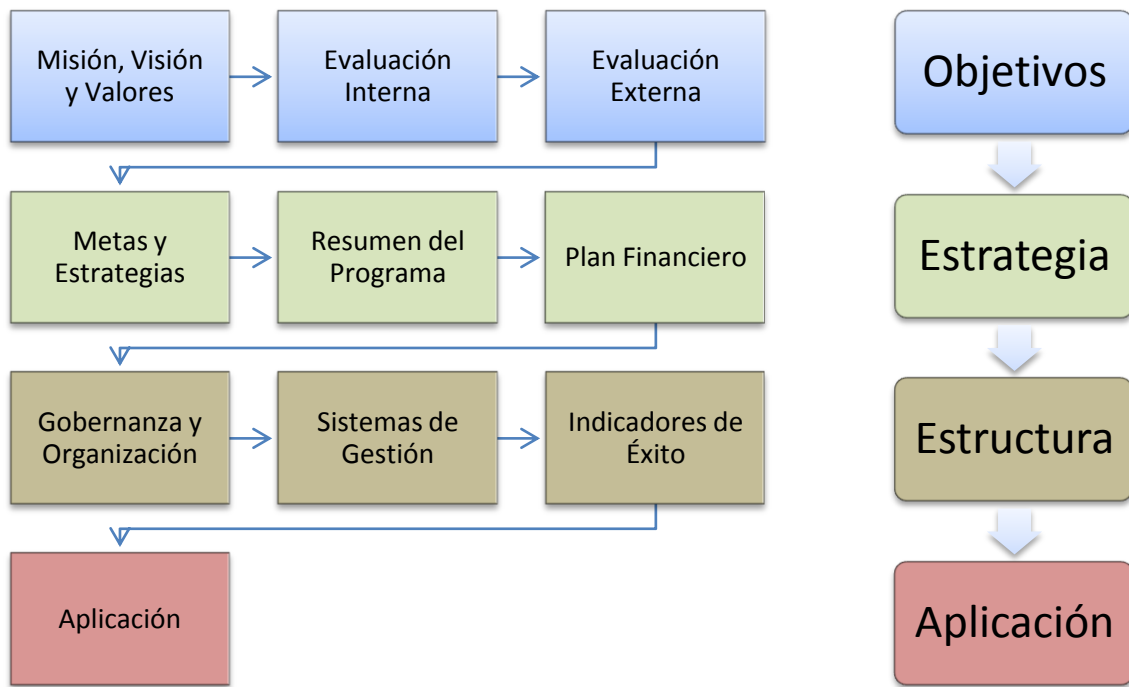 Misión, Visión
y Valores
Evaluación
Interna
Evaluación
Externa
Objetivos
Metas y
Estrategias
Resumen del
Programa
Plan Financiero
Estrategia
Gobernanza y
Organización
Sistemas de
Gestión
Indicadores de
Éxito
Estructura
Aplicación
Aplicación